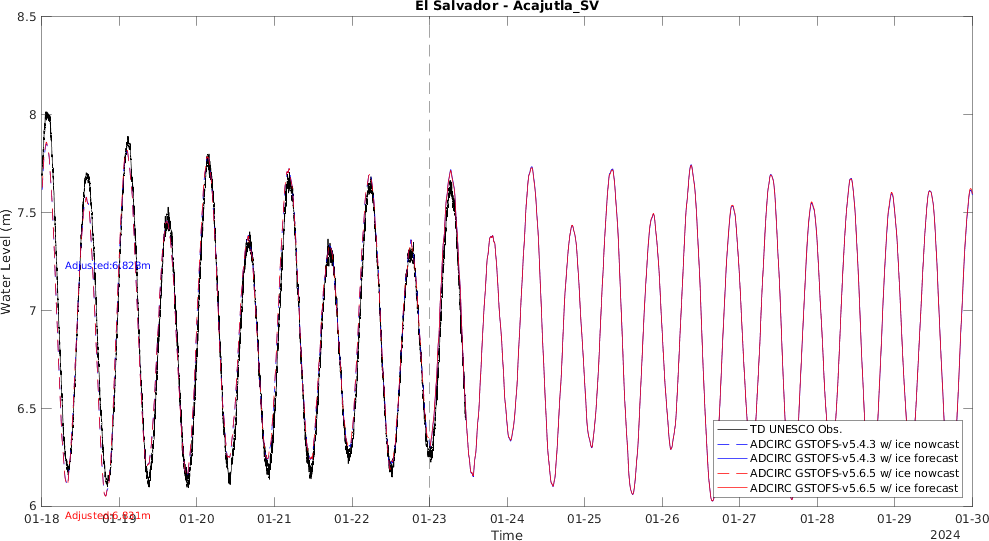 El Salvador - Acajutla_SV
8.5
8
7.5
7
6.5
6
Water Level (m)
Adjusted:6.828m
Adjusted:6.821m
TD UNESCO Obs.
ADCIRC GSTOFS-v5.4.3 w/ ice nowcast
ADCIRC GSTOFS-v5.4.3 w/ ice forecast
ADCIRC GSTOFS-v5.6.5 w/ ice nowcast
ADCIRC GSTOFS-v5.6.5 w/ ice forecast
01-18 01-19 01-20 01-21 01-22 01-23 01-24 01-25 01-26 01-27 01-28 01-29 01-30
Time
2024